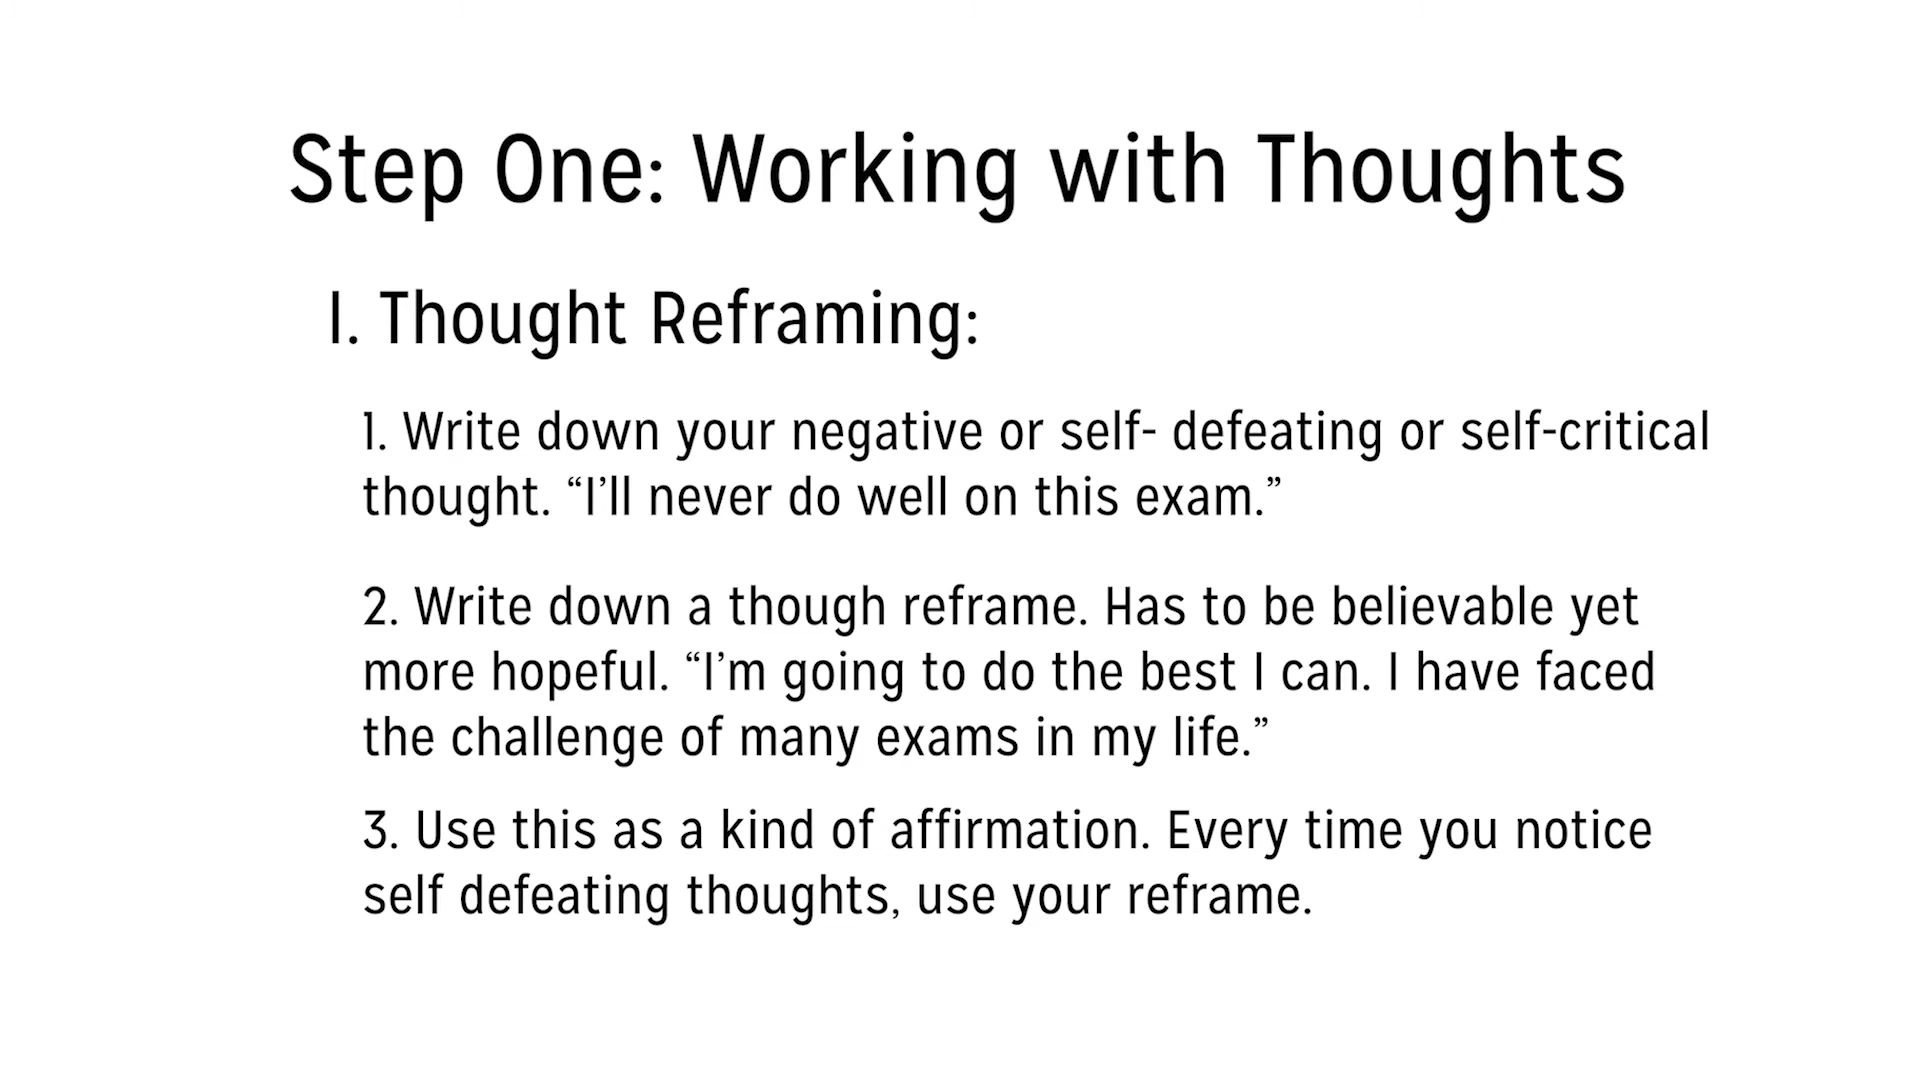 Step One: Working with Thoughts
I. Thought Reframing:
1. Write down your negative or self- defeating or self-critical
thought. “I’ll never do well on this exam.”
2. Write down a though reframe. Has to be believable yet
more hopeful. “I’m going to do the best I can. I have faced
the challenge of many exams in my life.”
3. Use this as a kind of affirmation. Every time you notice
self defeating thoughts, use your reframe.